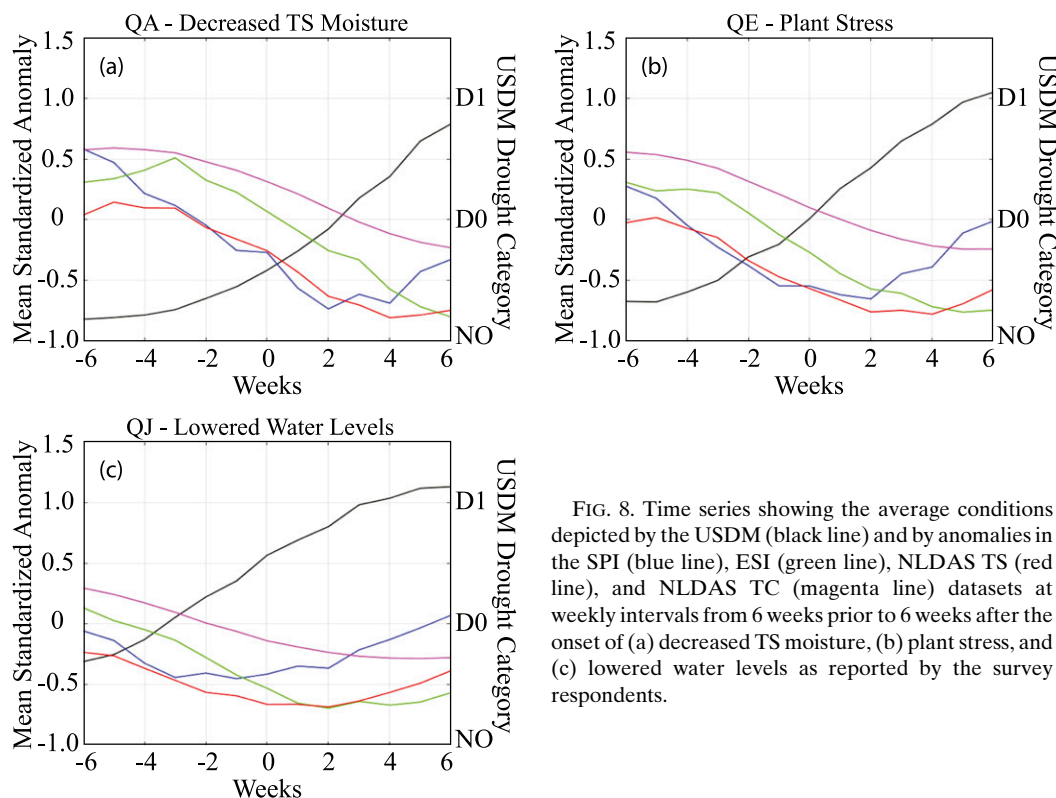 QA - Decreased TS Moisture
(a)
Mean Standardized Anomaly
1.5
1.0
0.5
0
-0.5
-1.0
D1
D0
NO
USDM Drought Category
-6 -4 -2 0 2 4 6
Weeks
QE - Plant Stress
(b)
Mean Standardized Anomaly
1.5
1.0
0.5
0
-0.5
-1.0
D1
D0
NO
USDM Drought Category
-6 -4 -2 0 2 4 6
Weeks
QJ - Lowered Water Levels
(c)
Mean Standardized Anomaly
1.5
1.0
0.5
0
-0.5
-1.0
D1
D0
NO
USDM Drought Category
-6 -4 -2 0 2 4 6
Weeks
FIG. 8. Time series showing the average conditions
depicted by the USDM (black line) and by anomalies in
the SPI (blue line), ESI (green line), NLDAS TS (red
line), and NLDAS TC (magenta line) datasets at
weekly intervals from 6 weeks prior to 6 weeks after the
onset of (a) decreased TS moisture, (b) plant stress, and
(c) lowered water levels as reported by the survey
respondents.